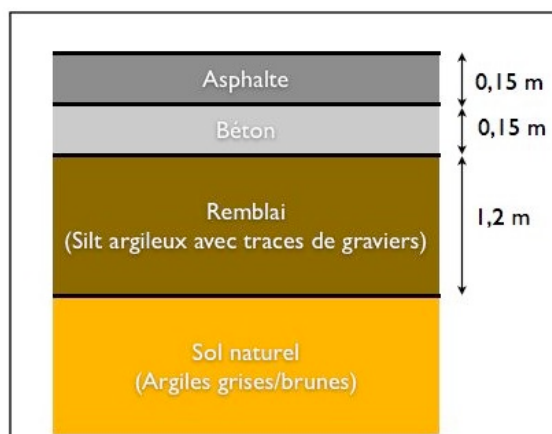 Asphalte
0,15 m
Béton
0,15 m
Remblai
(Silt argileux avec traces de graviers)
1,2 m
Sol naturel
(Argiles grises/brunes)